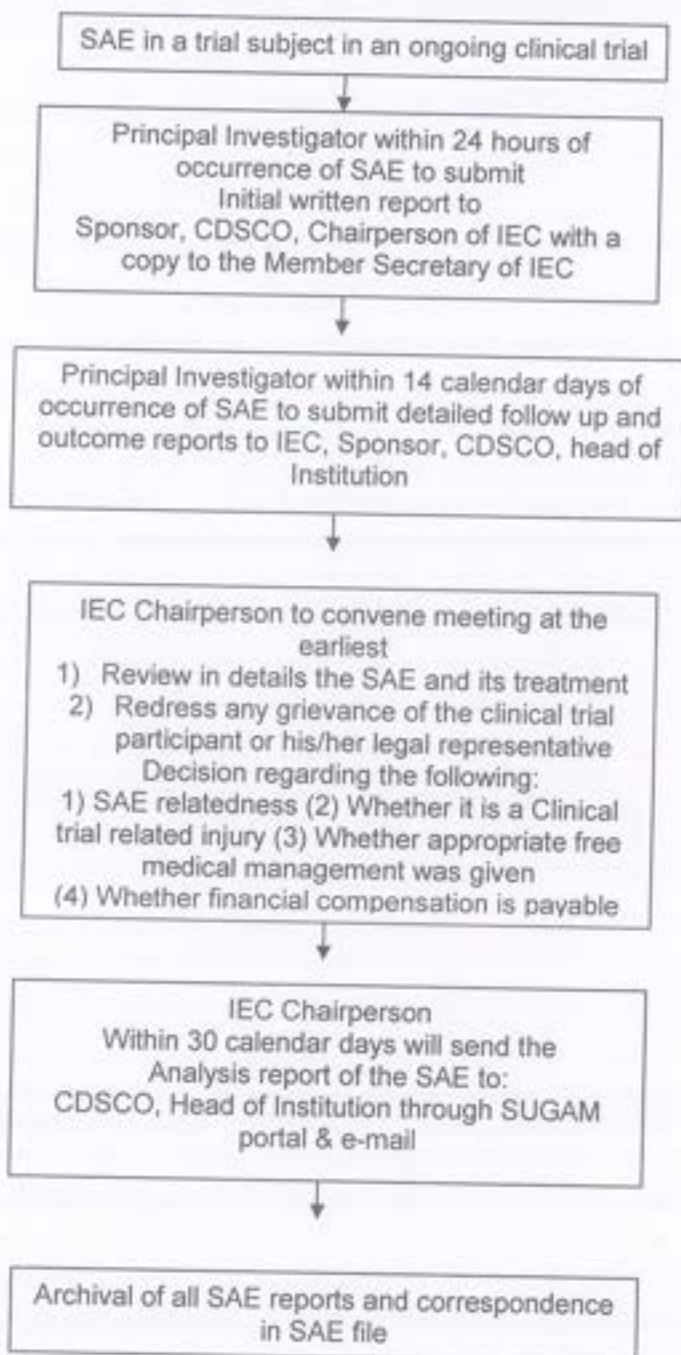 SAE in a trial subject in an ongoing clinical trial
Principal Investigator within 24 hours of
occurrence of SAE to submit
Initial written report to
Sponsor, CDSCO, Chairperson of IEC with a
copy to the Member Secretary of IEC
Principal Investigator within 14 calendar days of
occurrence of SAE to submit detailed follow up and
outcome reports to IEC, Sponsor, CDSCO, head of
Institution
IEC Chairperson to convene meeting at the
earliest
1) Review in details the SAE and its treatment
2) Redress any grievance of the clinical trial
participant or his/her legal representative
Decision regarding the following:
1) SAE relatedness (2) Whether it is a Clinical
trial related injury (3) Whether appropriate free
medical management was given
(4) Whether financial compensation is payable
IEC Chairperson
Within 30 calendar days will send the
Analysis report of the SAE to:
CDSCO, Head of Institution through SUGAM
portal & e-mail
Archival of all SAE reports and correspondence
in SAE file